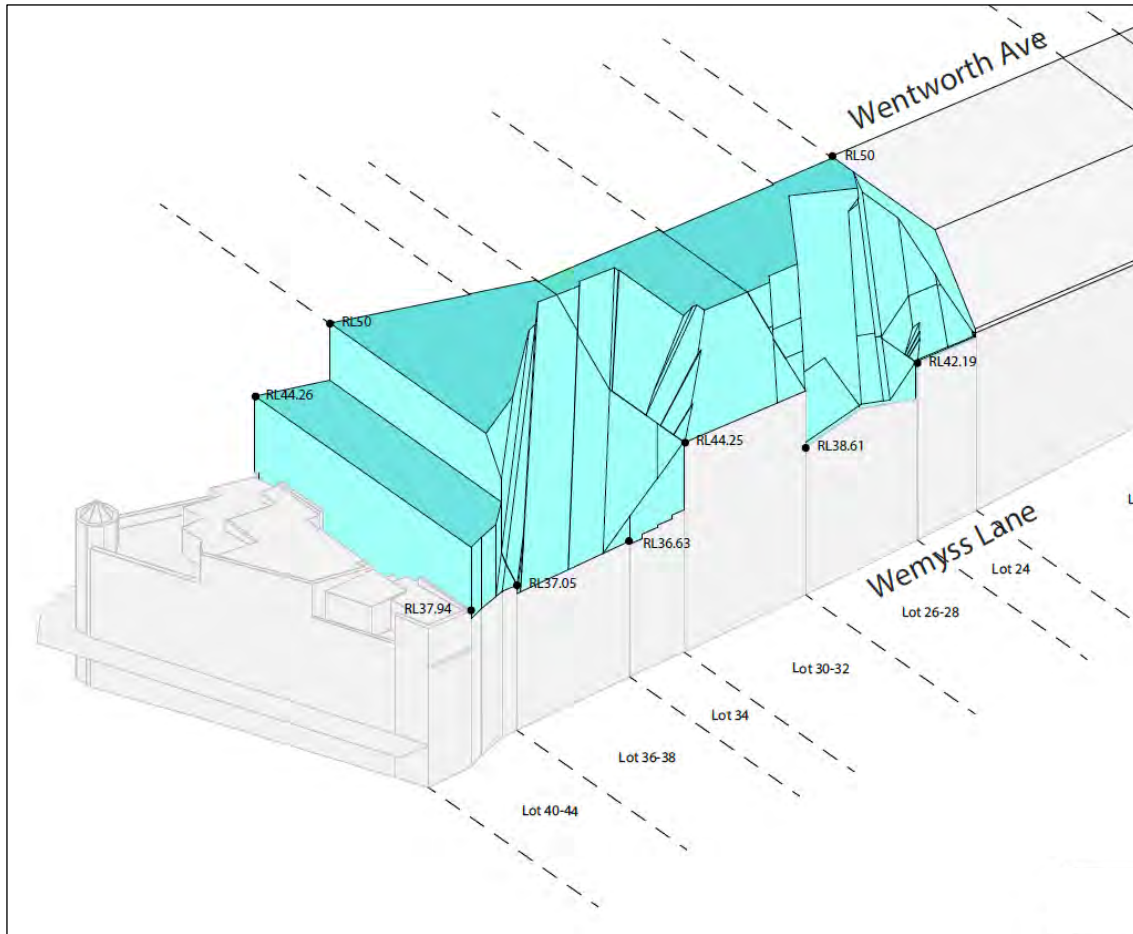 Wentworth Ave
RL50
RL50
RL44.26
RL42.19
RL44.25
RL38.61
RL36.63
RL37.05
RL37.94
Wemyss Lane
L
Lot 24
Lot 26-28
Lot 30-32
Lot 34
Lot 36-38
Lot 40-44